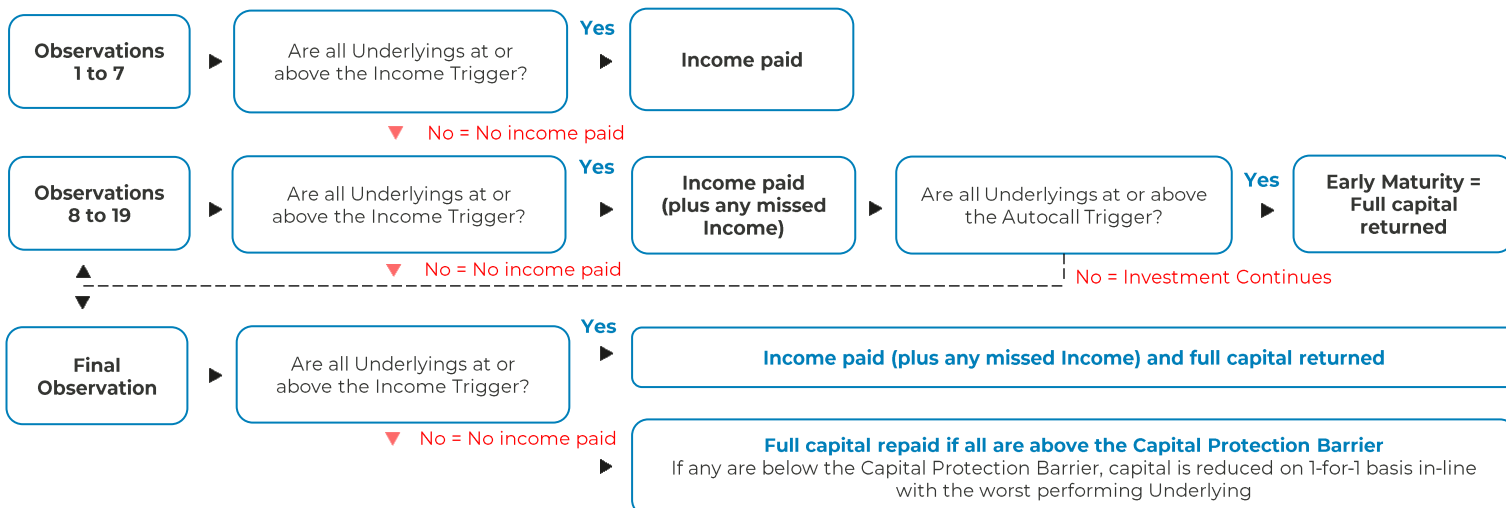 Observations
1 to 7
Are all Underlyings at or
above the Income Trigger?
Yes
Income paid
No = No income paid
Observations
8 to 19
Are all Underlyings at or
above the Income Trigger?
Yes
Income paid
(plus any missed
Income)
Are all Underlyings at or above
the Autocall Trigger?
Yes
Early Maturity =
Full capital
returned
No = No income paid
No = Investment Continues
Final
Observation
Are all Underlyings at or
above the Income Trigger?
Yes
Income paid (plus any missed Income) and full capital returned
No = No income paid
Full capital repaid if all are above the Capital Protection Barrier
If any are below the Capital Protection Barrier, capital is reduced on 1-for-1 basis in-line
with the worst performing Underlying